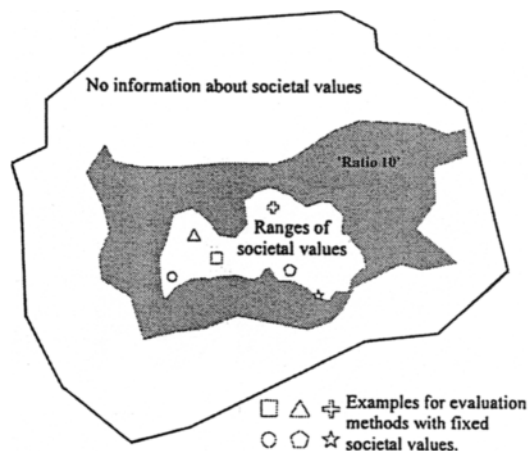 No information about societal values
'Ratio 10'
Ranges of
societal values
Examples for evaluation
methods with fixed
societal values.